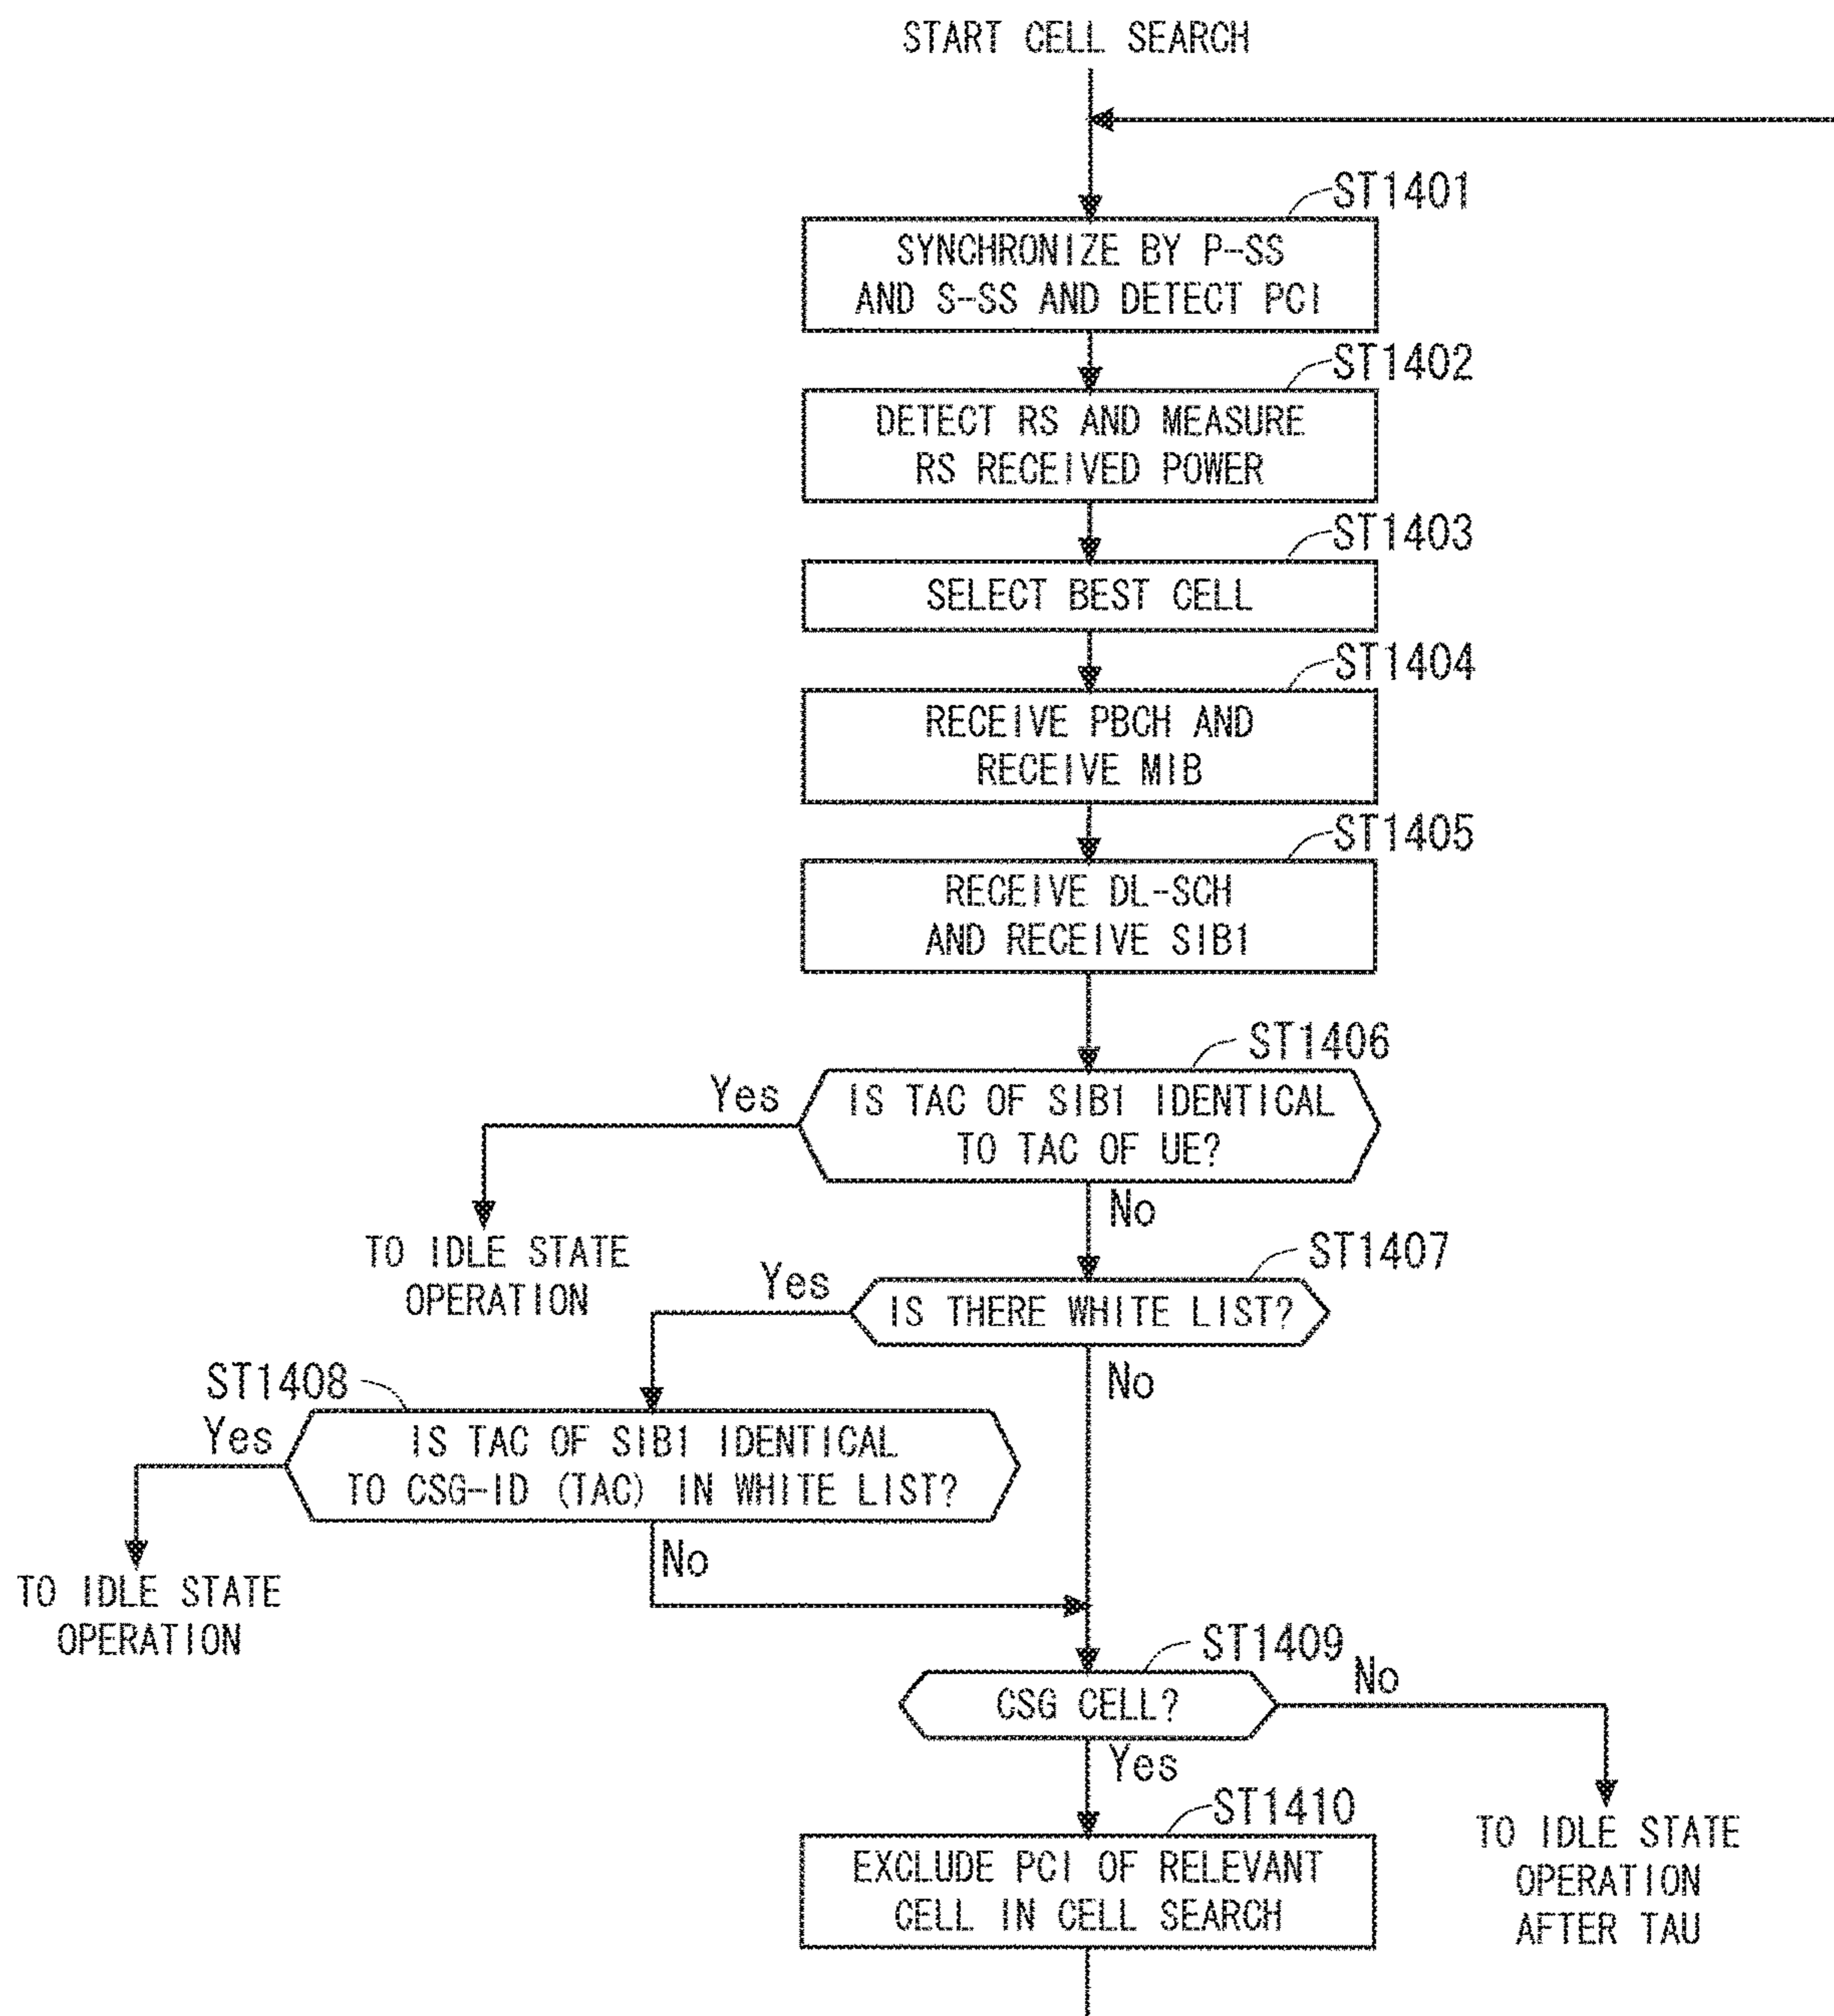 START CELL SEARCH
ST1401
SYNCHRONIZE BY P-SS
AND S-SS AND DETECT PCI
ST1402
DETECT RS AND MEASURE
RS RECEIVED POWER
ST1403
SELECT BEST CELL
ST1404
RECEIVE PBCH AND
RECEIVE MIB
ST1405
RECEIVE DL-SCH
AND RECEIVE SIB1
ST1406
Yes
IS TAC OF SIB1 IDENTICAL
TO TAC OF UE?
No
TO IDLE STATE
OPERATION
ST1407
Yes
IS THERE WHITE LIST?
No
ST1408
Yes
IS TAC OF SIB1 IDENTICAL
TO CSG-ID (TAC) IN WHITE LIST?
No
TO IDLE STATE
OPERATION
ST1409
No
CSG CELL?
Yes
ST1410
EXCLUDE PCI OF RELEVANT
CELL IN CELL SEARCH
TO IDLE STATE
OPERATION
AFTER TAU